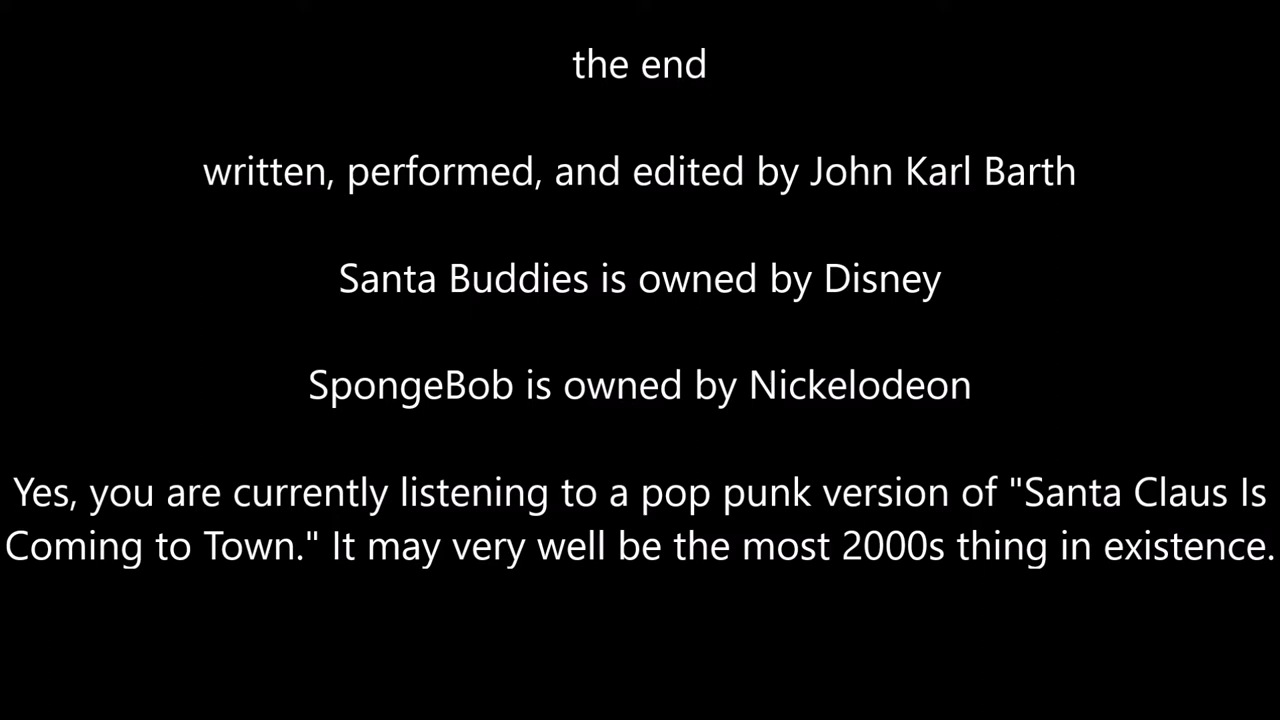 the end
written, performed, and edited by John Karl Barth
Santa Buddies is owned by Disney
SpongeBob is owned by Nickelodeon
Yes, you are currently listening to a pop punk version of "Santa Claus Is
Coming to Town." It may very well be the most 2000s thing in existence.